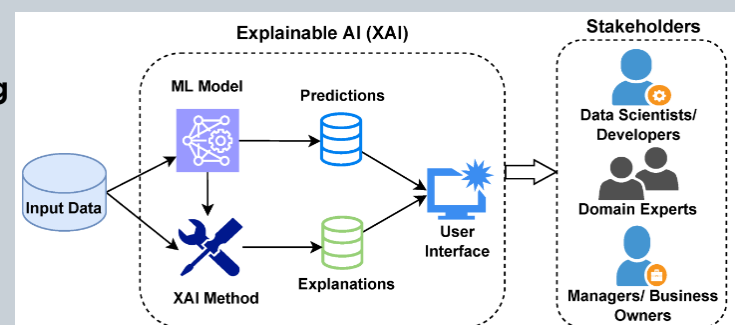 Explainable AI (XAI)
Stakeholders
g
ML Model
Predictions
Data Scientists/
Developers
Input Data
User
Interface
Domain Experts
XAI Method
Explanations
Managers/ Business
Owners